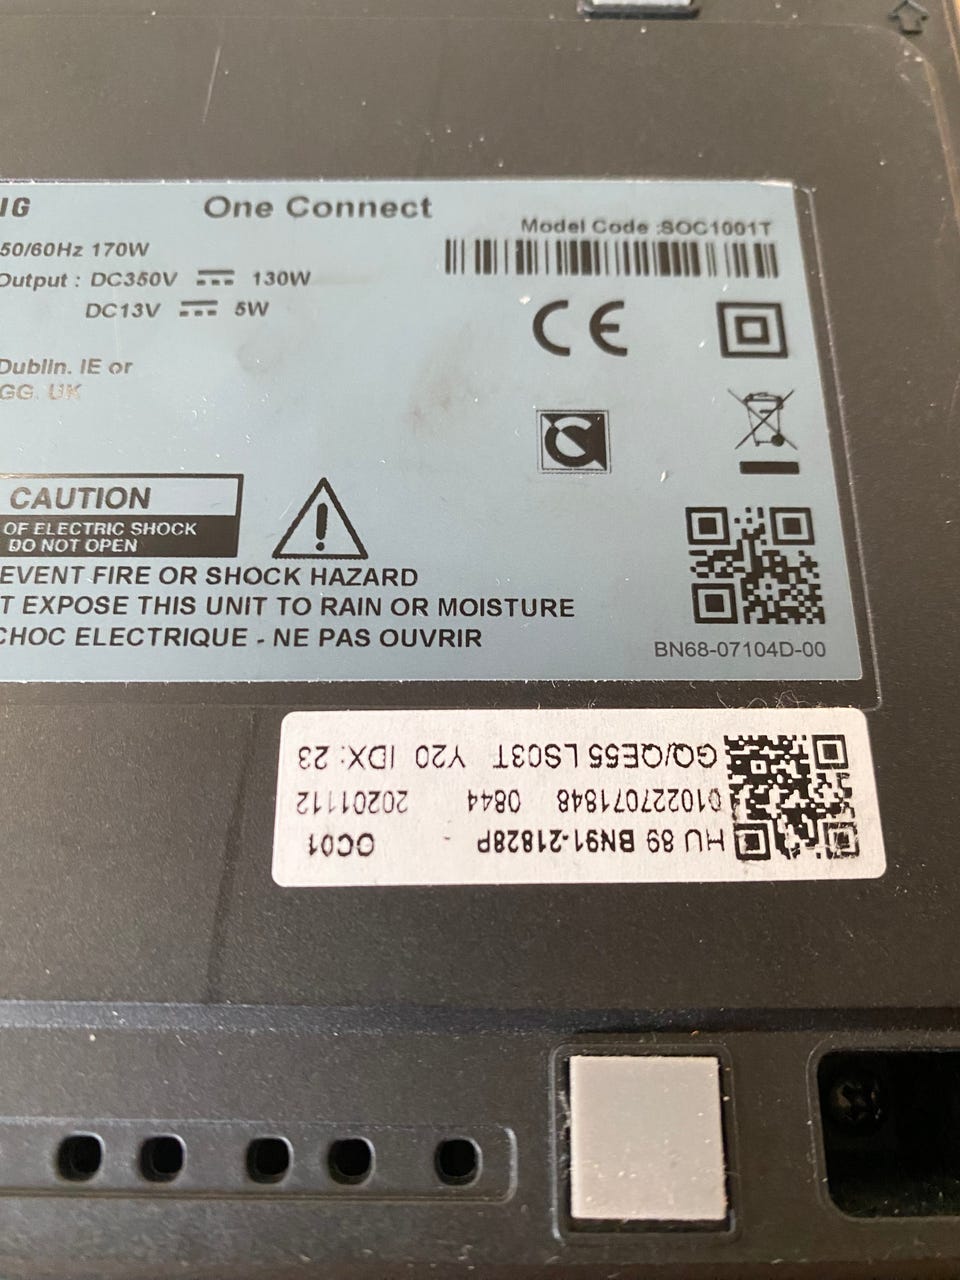 One Connect
Model Code :SOC1001T
50/60Hz 170W
Output : DC350V 130W
DC13V 5W
Dublin. IE or
GG. UK
CE
CAUTION
OF ELECTRIC SHOCK
DO NOT OPEN
EVENT FIRE OR SHOCK HAZARD
T EXPOSE THIS UNIT TO RAIN OR MOISTURE
CHOC ELECTRIQUE - NE PAS OUVRIR
BN68-07104D-00
HU 89 BN91-21828P - OC01
01022071848 0844 20201112
GQ/QE55 LS03T Y20 IDX: 23